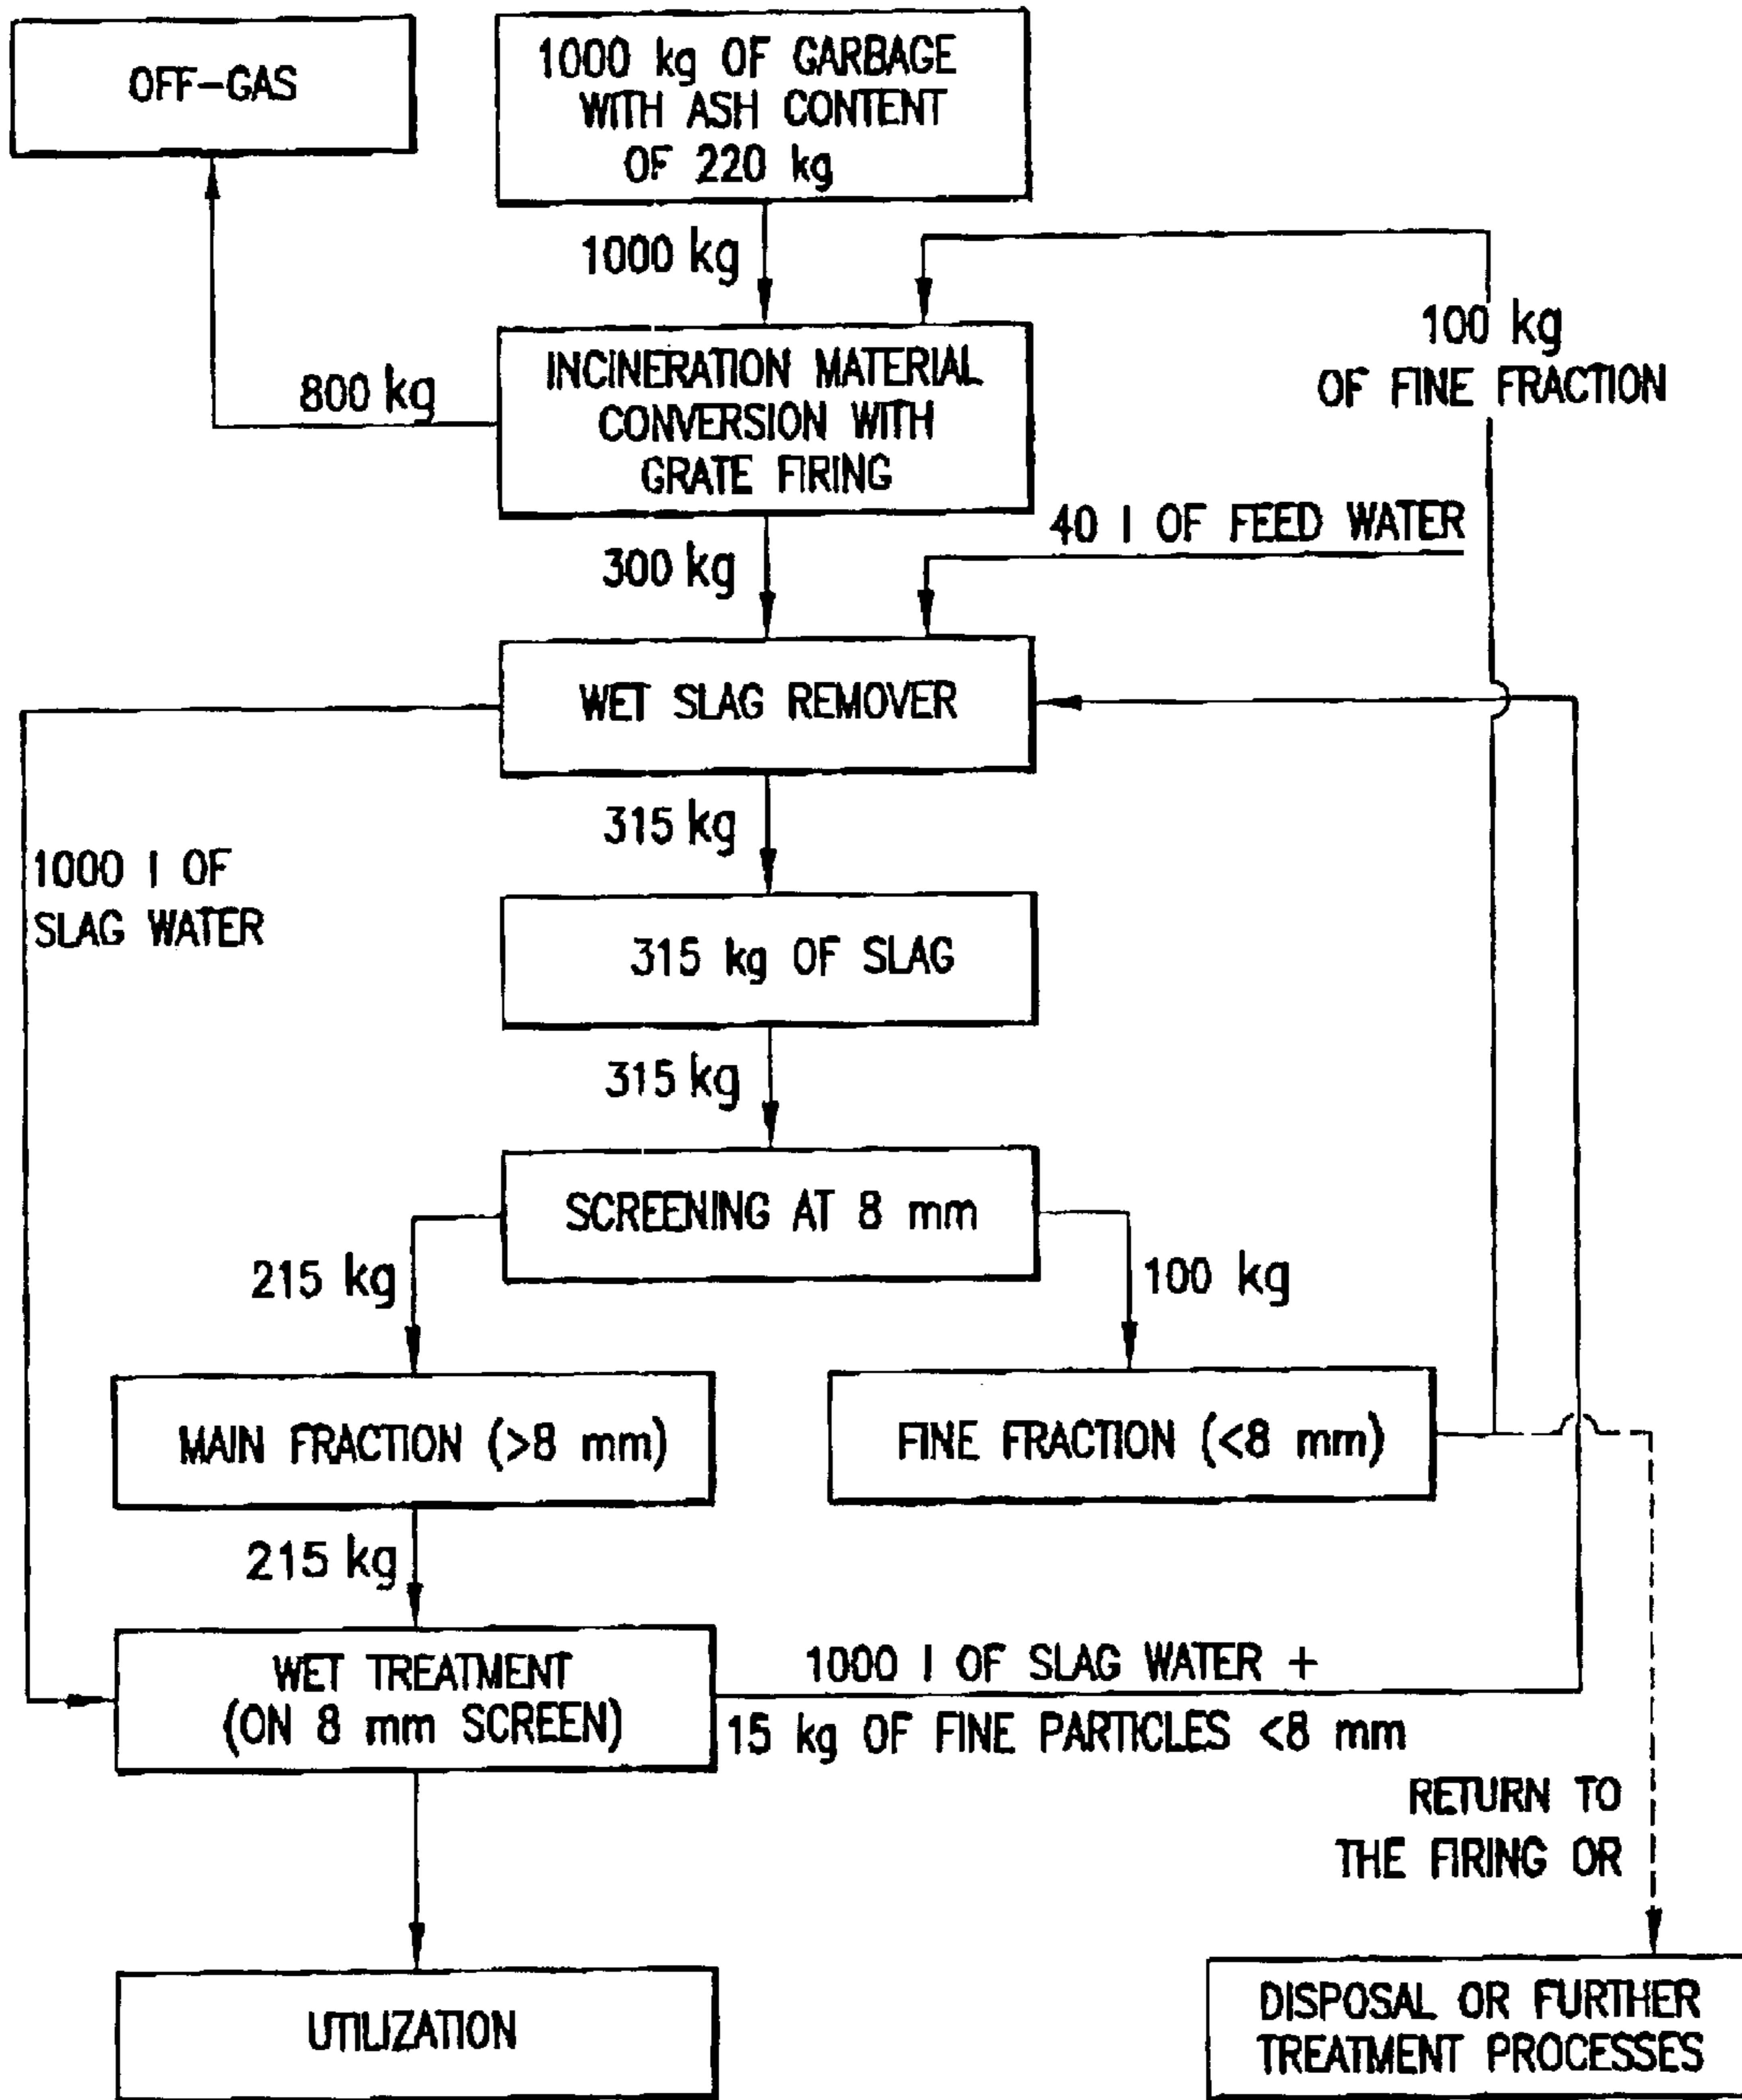 OFF-GAS
1000 kg OF GARBAGE
WITH ASH CONTENT
OF 220 kg
1000 kg
100 kg
OF FINE FRACTION
800 kg
INCINERATION MATERIAL
CONVERSION WITH
GRATE FIRING
40 l OF FEED WATER
300 kg
WET SLAG REMOVER
315 kg
1000 l OF
SLAG WATER
315 kg OF SLAG
315 kg
SCREENING AT 8 mm
215 kg
100 kg
MAIN FRACTION (>8 mm)
FINE FRACTION (<8 mm)
215 kg
WET TREATMENT
(ON 8 mm SCREEN)
1000 l OF SLAG WATER +
15 kg OF FINE PARTICLES <8 mm
RETURN TO
THE FIRING OR
UTILIZATION
DISPOSAL OR FURTHER
TREATMENT PROCESSES